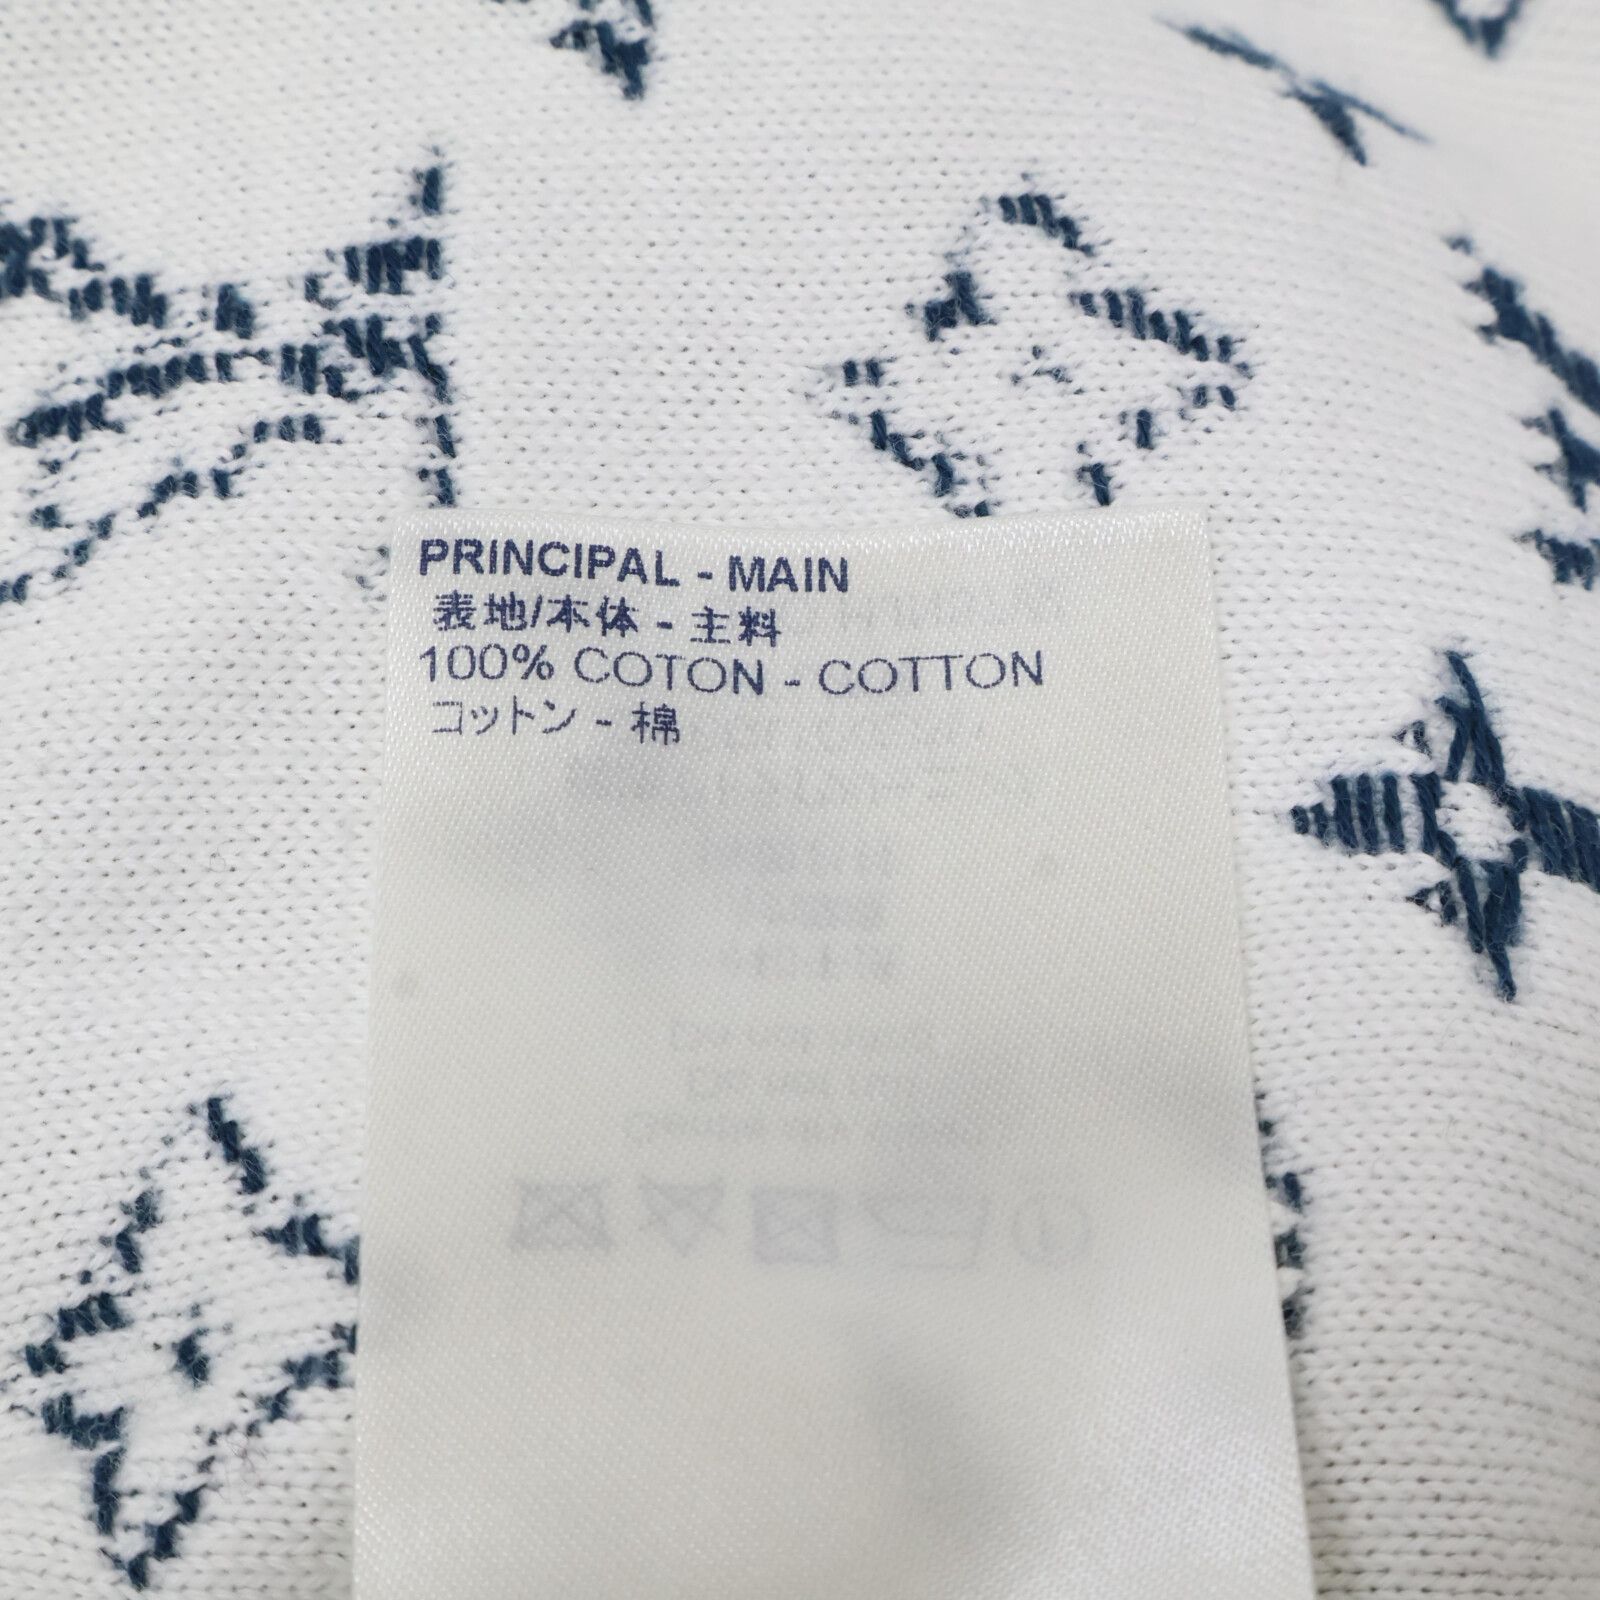 PRINCIPAL - MAIN
表地/本体 - 主料
100% COTON - COTTON
コットン - 棉